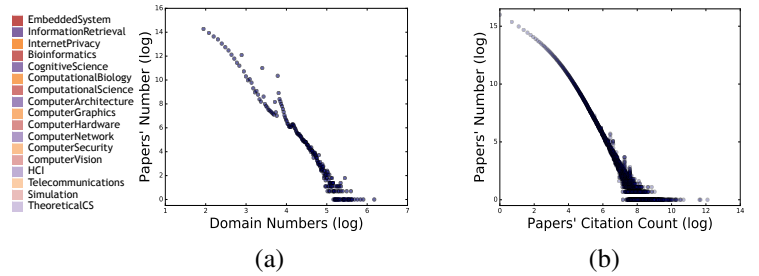 EmbeddedSystem
InformationRetrieval
InternetPrivacy
Bioinformatics
CognitiveScience
ComputationalBiology
ComputationalScience
ComputerArchitecture
ComputerGraphics
ComputerHardware
ComputerNetwork
ComputerSecurity
ComputerVision
HCI
Telecommunications
Simulation
TheoreticalCS
Papers' Number (log)
16
14
12
10
8
6
4
2
0
1 2 3 4 5 6 7
Domain Numbers (log)
(a)
Papers' Number (log)
15
10
5
0
0 2 4 6 8 10 12 14
Papers' Citation Count (log)
(b)